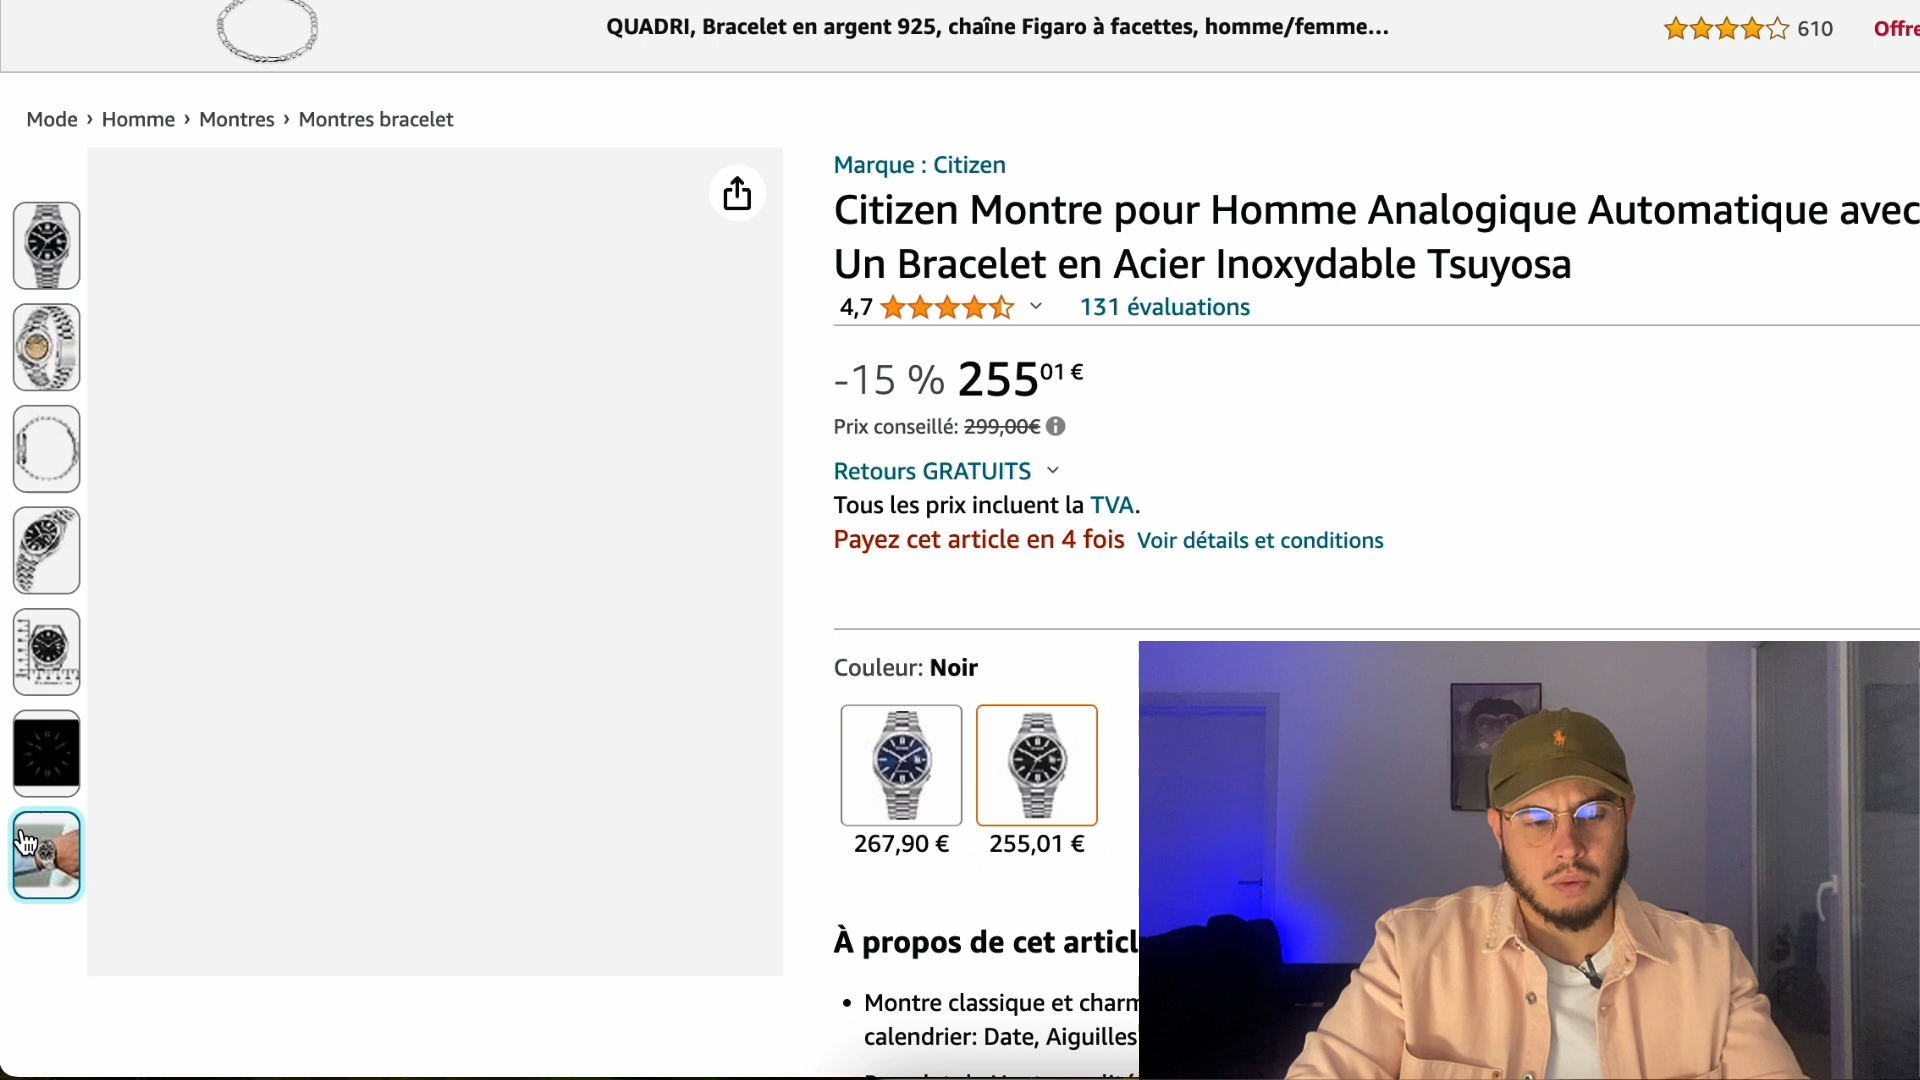 QUADRI, Bracelet en argent 925, chaîne Figaro à facettes, homme/femme...
610
Offre
Mode › Homme › Montres › Montres bracelet
Marque : Citizen
Citizen Montre pour Homme Analogique Automatique avec
Un Bracelet en Acier Inoxydable Tsuyosa
4,7
131 évaluations
-15 % 255 01 €
Prix conseillé: 299,00€
Retours GRATUITS
Tous les prix incluent la TVA.
Payez cet article en 4 fois Voir détails et conditions
Couleur: Noir
267,90 €
255,01 €
À propos de cet articl
• Montre classique et charm
calendrier: Date, Aiguilles